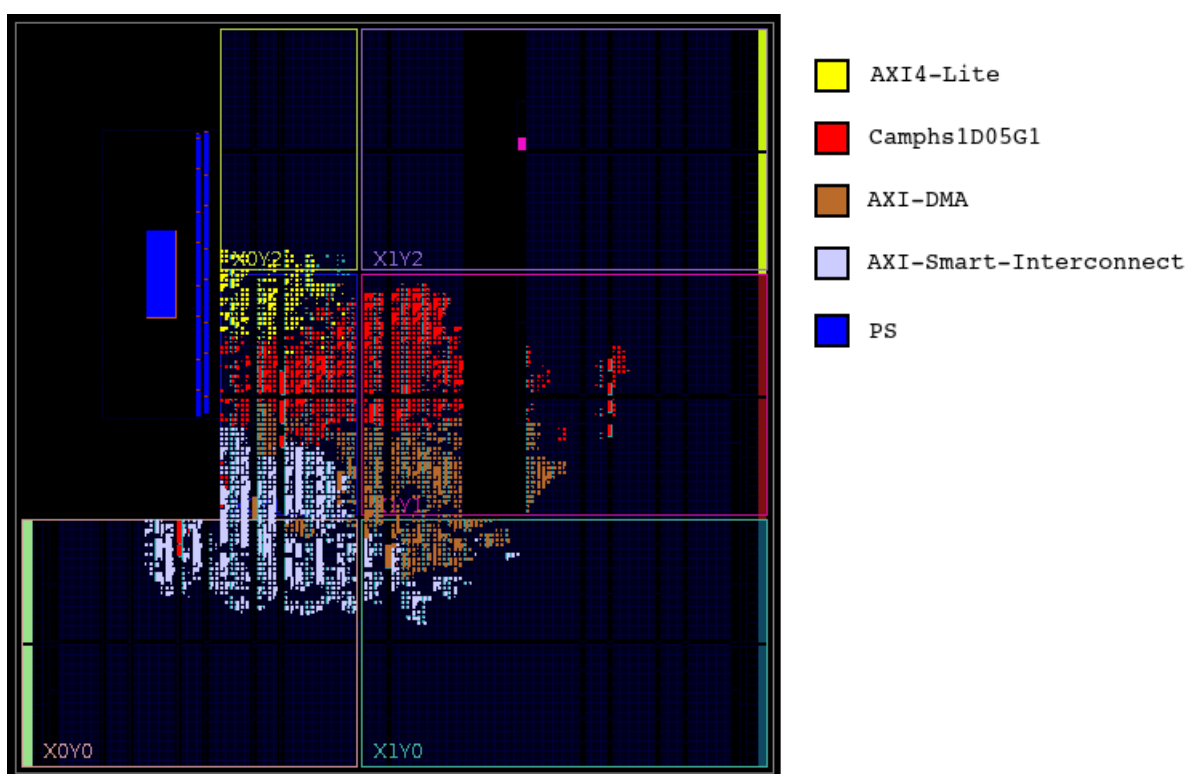 AXI4-Lite
Camphs1D05G1
AXI-DMA
AXI-Smart-Interconnect
PS
X0Y2
X1Y2
X1Y1
X0Y0
X1Y0